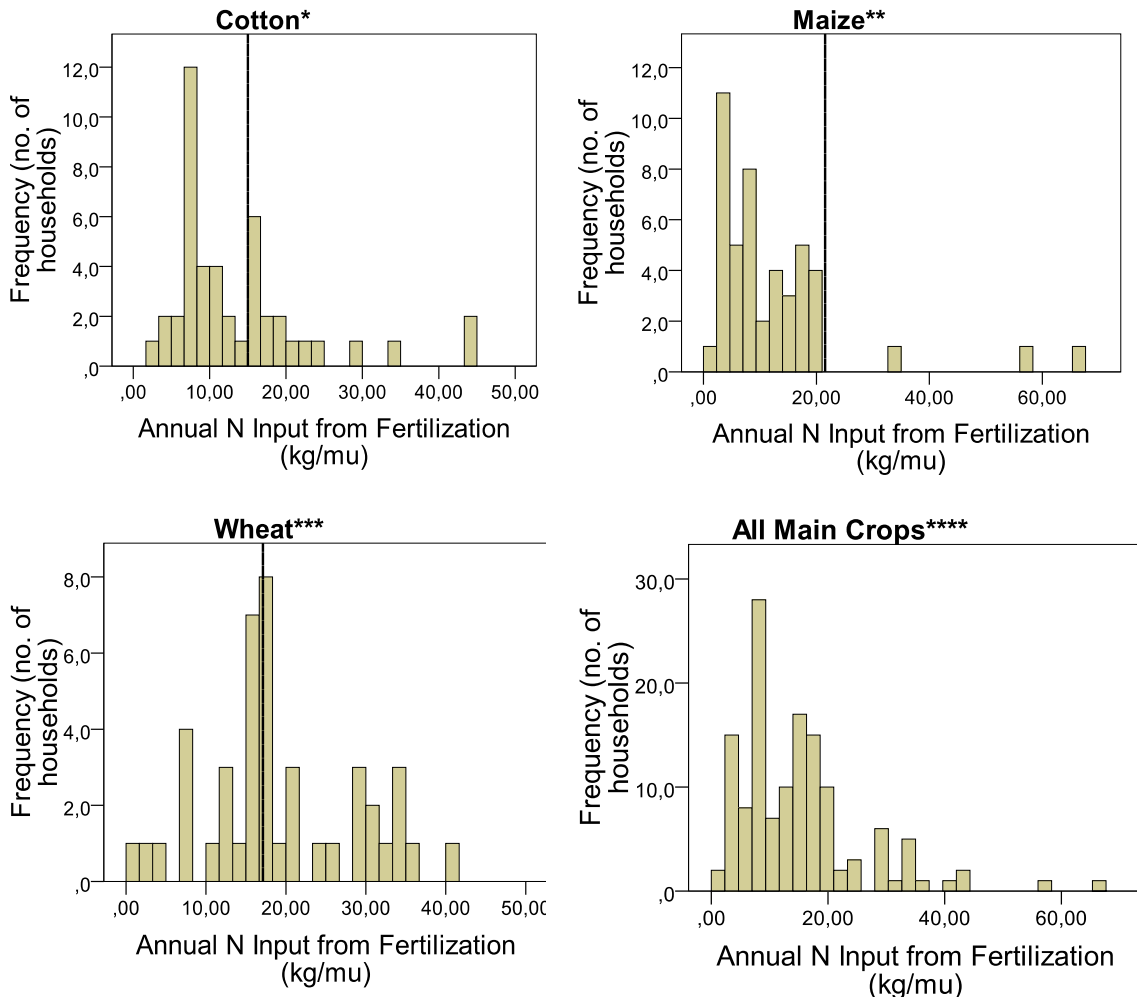 Cotton*
Frequency (no. of
households)
12,0
10,0
8,0
6,0
4,0
2,0
,0
,00 10,00 20,00 30,00 40,00 50,00
Annual N Input from Fertilization
(kg/mu)
Maize**
Frequency (no. of
households)
12,0
10,0
8,0
6,0
4,0
2,0
,0
,00 20,00 40,00 60,00
Annual N Input from Fertilization
(kg/mu)
Wheat***
Frequency (no. of
households)
8,0
6,0
4,0
2,0
,0
,00 10,00 20,00 30,00 40,00 50,00
Annual N Input from Fertilization
(kg/mu)
All Main Crops****
Frequency (no. of
households)
30,0
20,0
10,0
,0
,00 20,00 40,00 60,00
Annual N Input from Fertilization
(kg/mu)